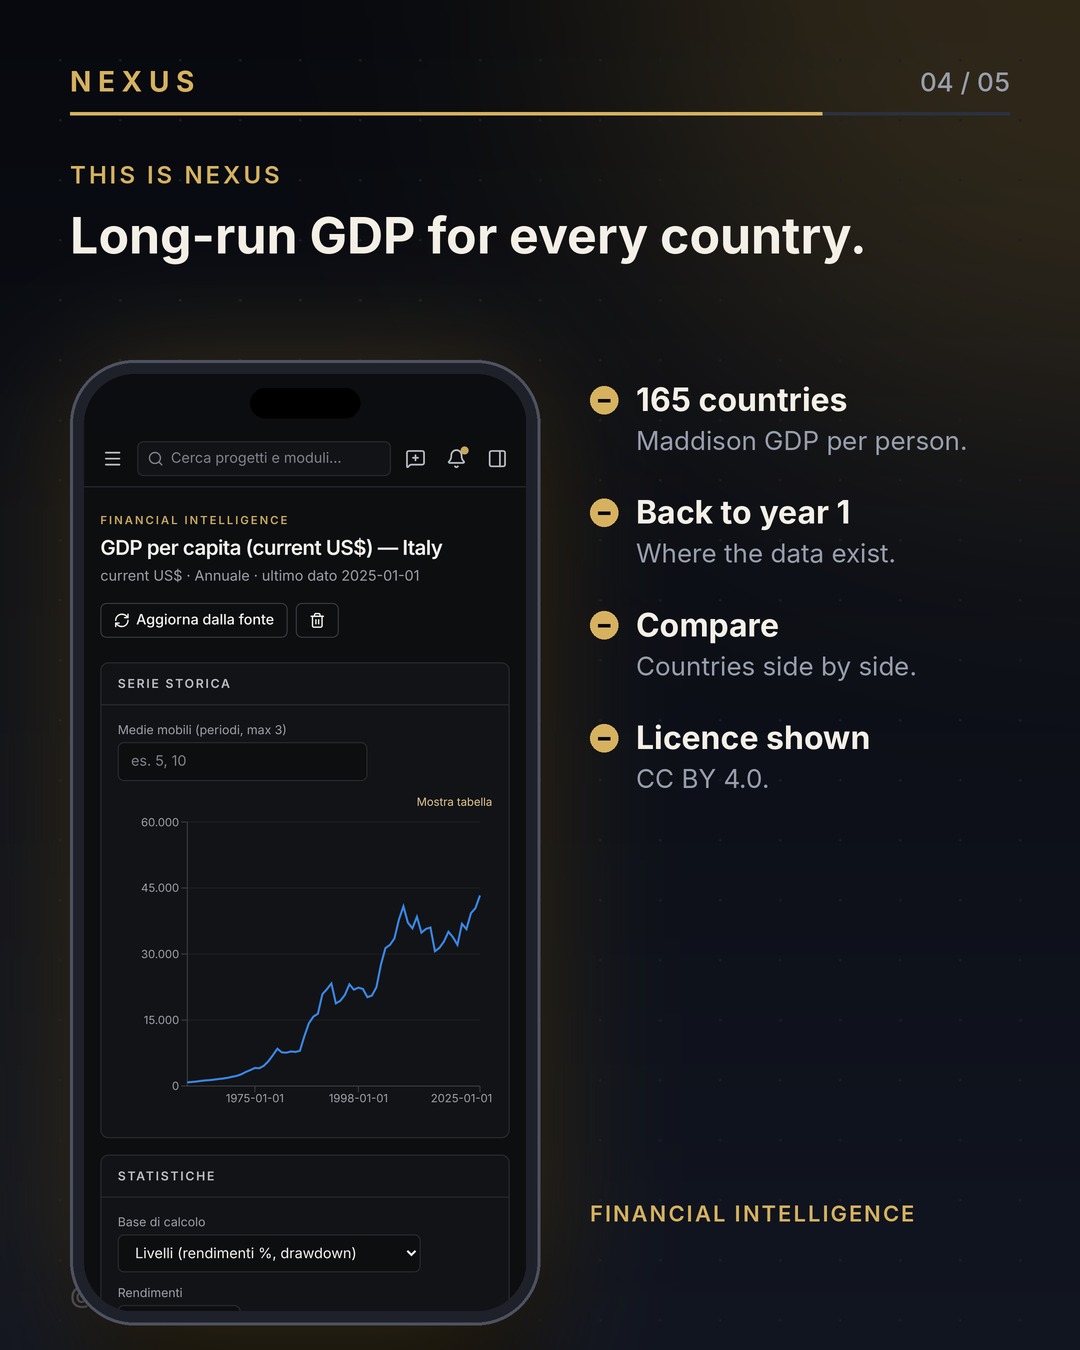 NEXUS
04 / 05
THIS IS NEXUS
Long-run GDP for every country.
Cerca progetti e moduli...
FINANCIAL INTELLIGENCE
GDP per capita (current US$) — Italy
current US$ · Annuale · ultimo dato 2025-01-01
Aggiorna dalla fonte
SERIE STORICA
Medie mobili (periodi, max 3)
es. 5, 10
Mostra tabella
60.000
45.000
30.000
15.000
0
1975-01-01
1998-01-01
2025-01-01
STATISTICHE
Base di calcolo
Livelli (rendimenti %, drawdown)
Rendimenti
165 countries
Maddison GDP per person.
Back to year 1
Where the data exist.
Compare
Countries side by side.
Licence shown
CC BY 4.0.
FINANCIAL INTELLIGENCE